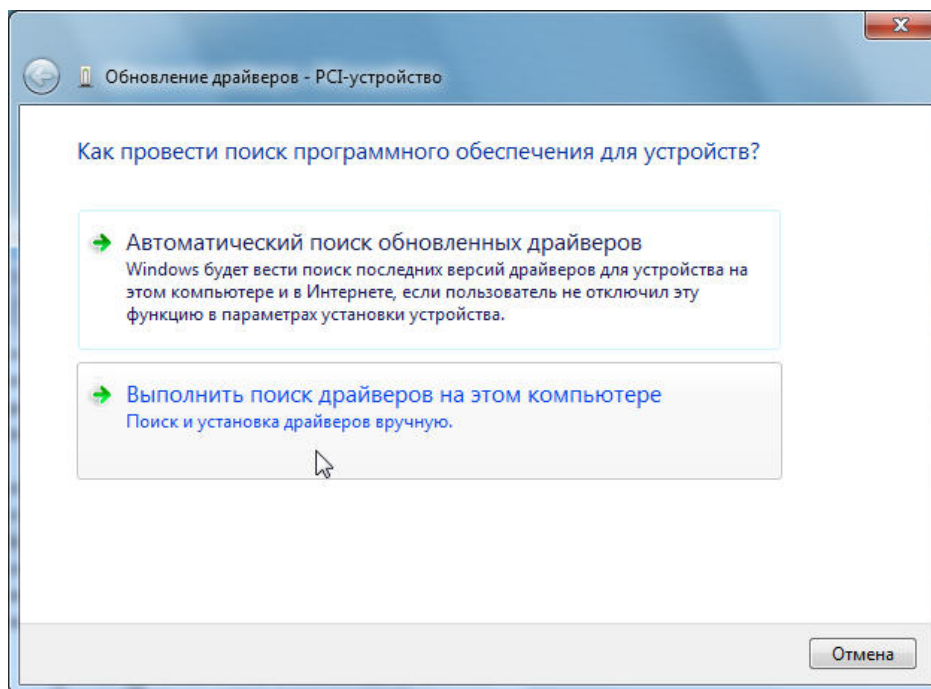 Обновление драйверов - PCI-устройство
Как провести поиск программного обеспечения для устройств?
Автоматический поиск обновленных драйверов
Windows будет вести поиск последних версий драйверов для устройства на
этом компьютере и в Интернете, если пользователь не отключил эту
функцию в параметрах установки устройства.
Выполнить поиск драйверов на этом компьютере
Поиск и установка драйверов вручную.
Отмена